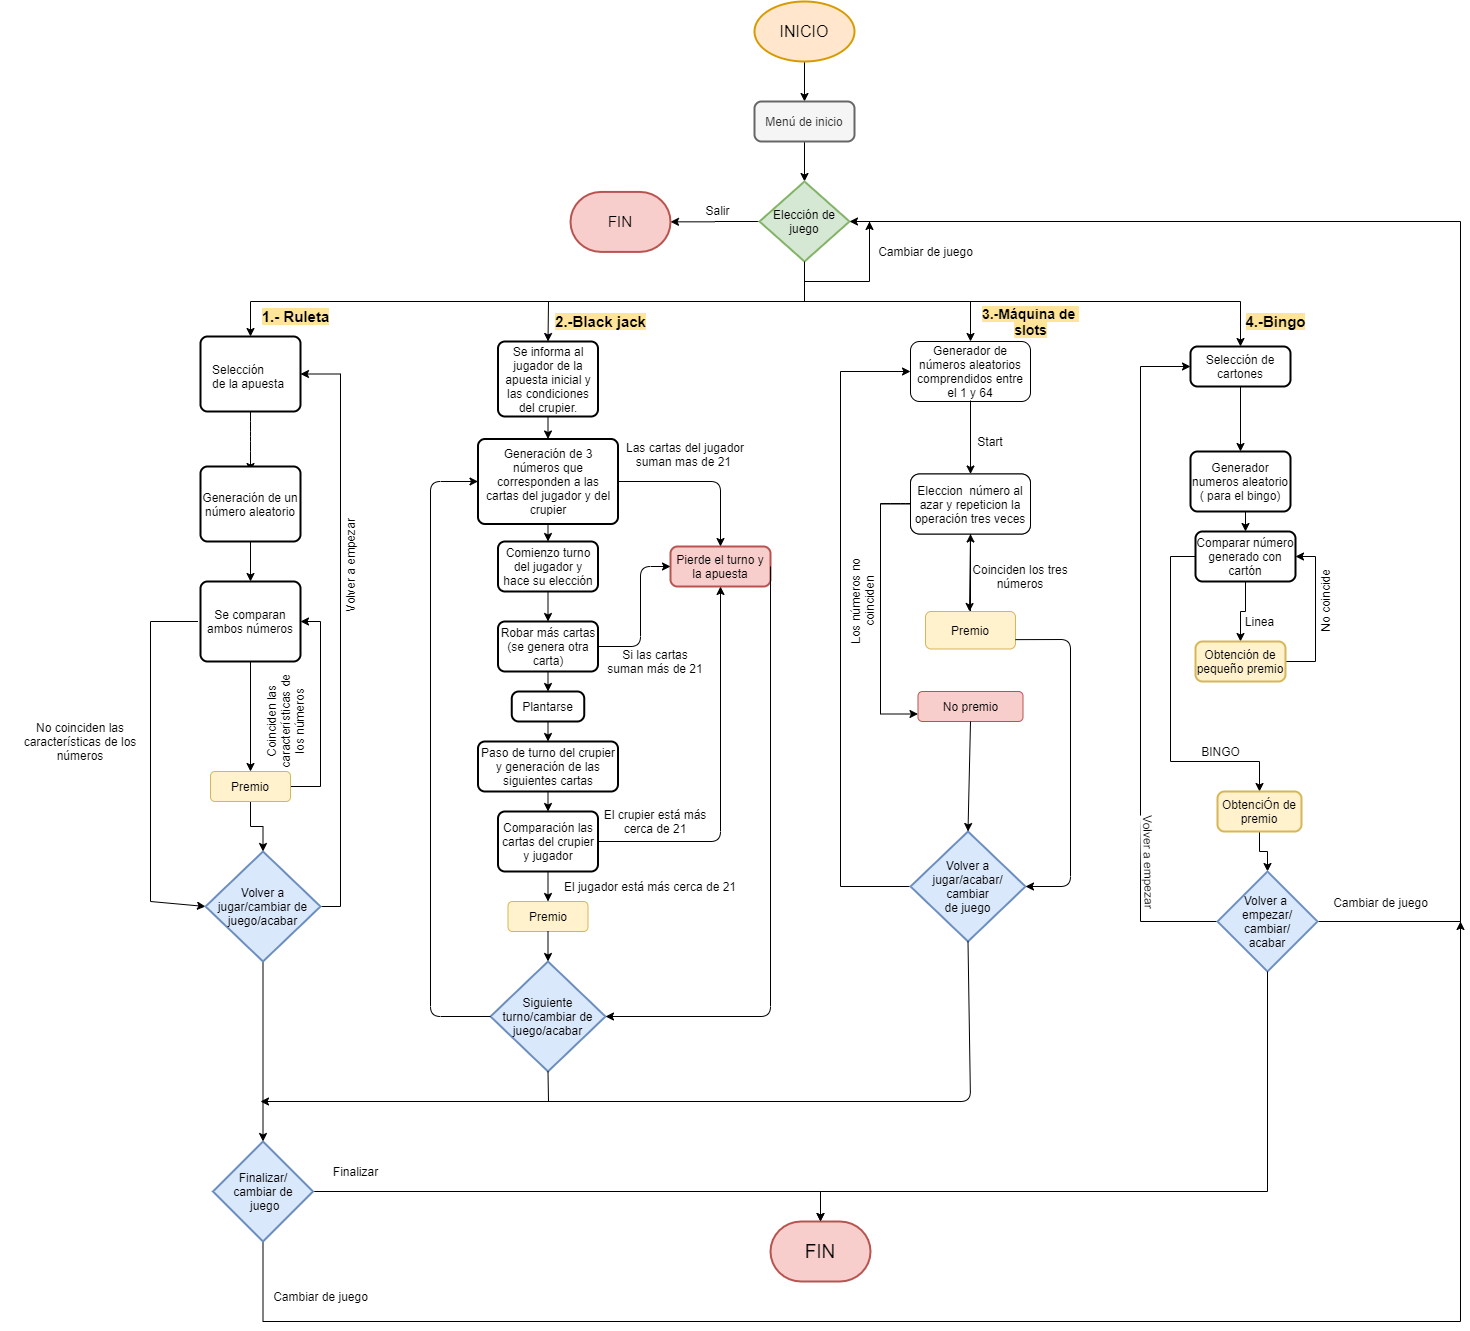 INICIO
Menú de inicio
Elección de
juego
Salir
FIN
Cambiar de juego
1.- Ruleta
2.-Black jack
3.-Máquina de
slots
4.-Bingo
Selección
de la apuesta
Generación de un
número aleatorio
Se comparan
ambos números
Volver a empezar
Coinciden las
características de
los números
No coinciden las
características de los
números
Premio
Volver a
jugar/cambiar de
juego/acabar
Se informa al
jugador de la
apuesta inicial y
las condiciones
del crupier.
Generación de 3
números que
corresponden a las
cartas del jugador y del
crupier
Las cartas del jugador
suman mas de 21
Comienzo turno
del jugador y
hace su elección
Pierde el turno y
la apuesta
Robar más cartas
(se genera otra
carta)
Si las cartas
suman más de 21
Plantarse
Paso de turno del crupier
y generación de las
siguientes cartas
Comparación las
cartas del crupier
y jugador
El crupier está más
cerca de 21
El jugador está más cerca de 21
Premio
Siguiente
turno/cambiar de
juego/acabar
Generador de
números aleatorios
comprendidos entre
el 1 y 64
Start
Eleccion  número al
azar y repeticion la
operación tres veces
Los números no
coinciden
Coinciden los tres
números
Premio
No premio
Volver a
jugar/acabar/
cambiar
de juego
Selección de
cartones
Generador
numeros aleatorio
( para el bingo)
Comparar número
generado con
cartón
Linea
No coincide
Obtención de
pequeño premio
BINGO
ObtenciÓn de
premio
Volver a empezar
Volver a
empezar/
cambiar/
acabar
Cambiar de juego
Finalizar/
cambiar de
juego
Finalizar
FIN
Cambiar de juego